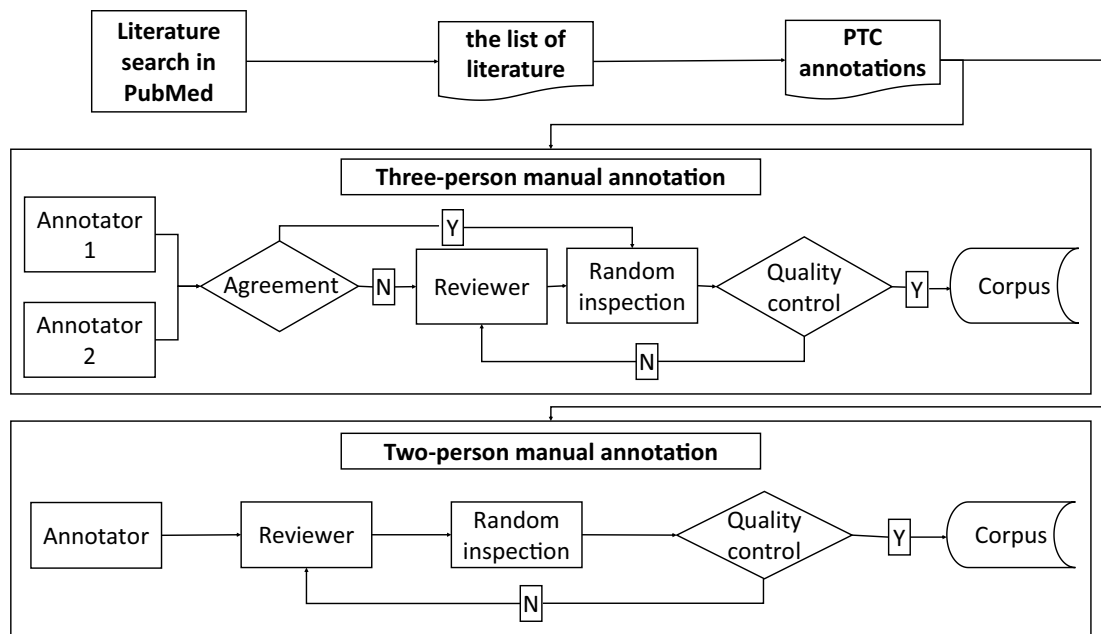 Literature
search in
PubMed
the list of
literature
PTC
annotations
Three-person manual annotation
Annotator
1
Annotator
2
Agreement
Y
N
Reviewer
Random
inspection
Quality
control
Y
Corpus
N
Two-person manual annotation
Annotator
Reviewer
Random
inspection
Quality
control
Y
Corpus
N